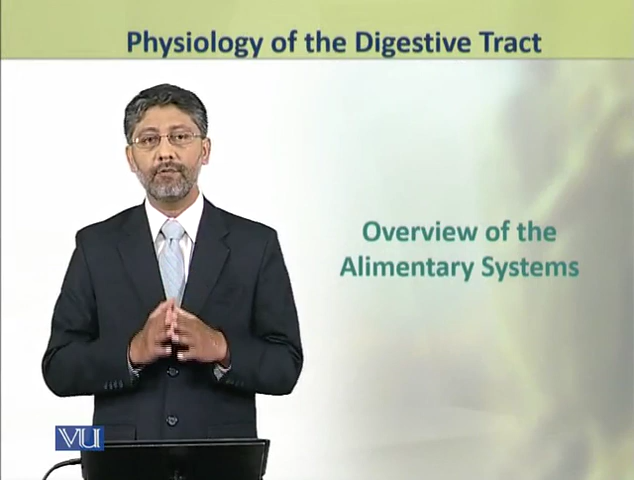 Physiology of the Digestive Tract
Overview of the
Alimentary Systems
VU